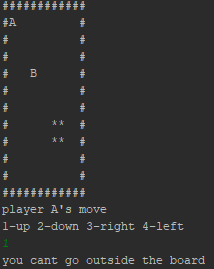 ############
#A         #
#          #
#          #
#   B      #
#          #
#          #
#       ** #
#       ** #
#          #
#          #
############
player A's move
1-up 2-down 3-right 4-left
1
you cant go outside the board